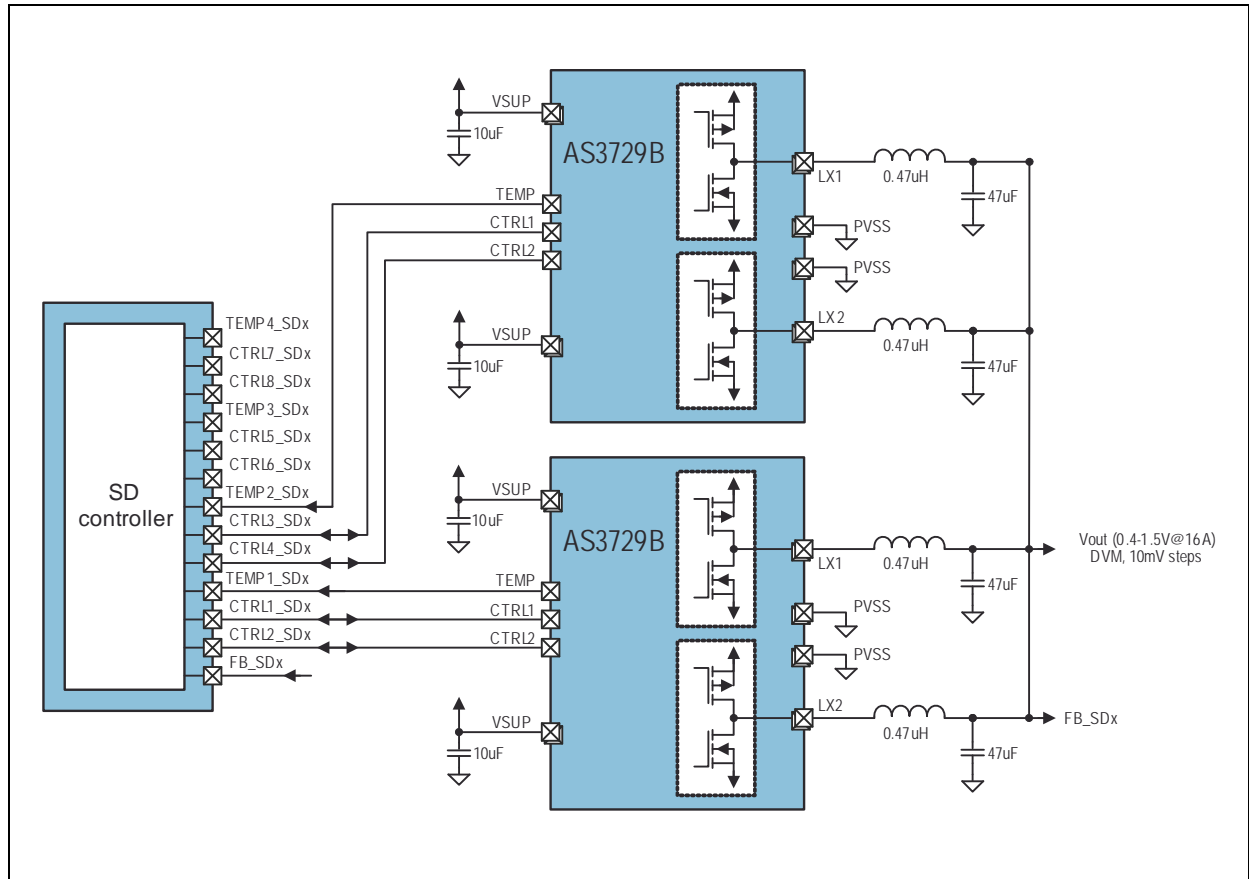 VSUP
10uF
AS3729B
TEMP
CTRL1
CTRL2
VSUP
10uF
LX1
0.47uH
47uF
PVSS
PVSS
LX2
0.47uH
47uF
SD
controller
TEMP4_SDx
CTRL7_SDx
CTRL8_SDx
TEMP3_SDx
CTRL5_SDx
CTRL6_SDx
TEMP2_SDx
CTRL3_SDx
CTRL4_SDx
TEMP1_SDx
CTRL1_SDx
CTRL2_SDx
FB_SDx
VSUP
10uF
AS3729B
TEMP
CTRL1
CTRL2
VSUP
10uF
LX1
0.47uH
47uF
PVSS
PVSS
LX2
0.47uH
47uF
Vout (0.4-1.5V@16A)
DVM, 10mV steps
FB_SDx